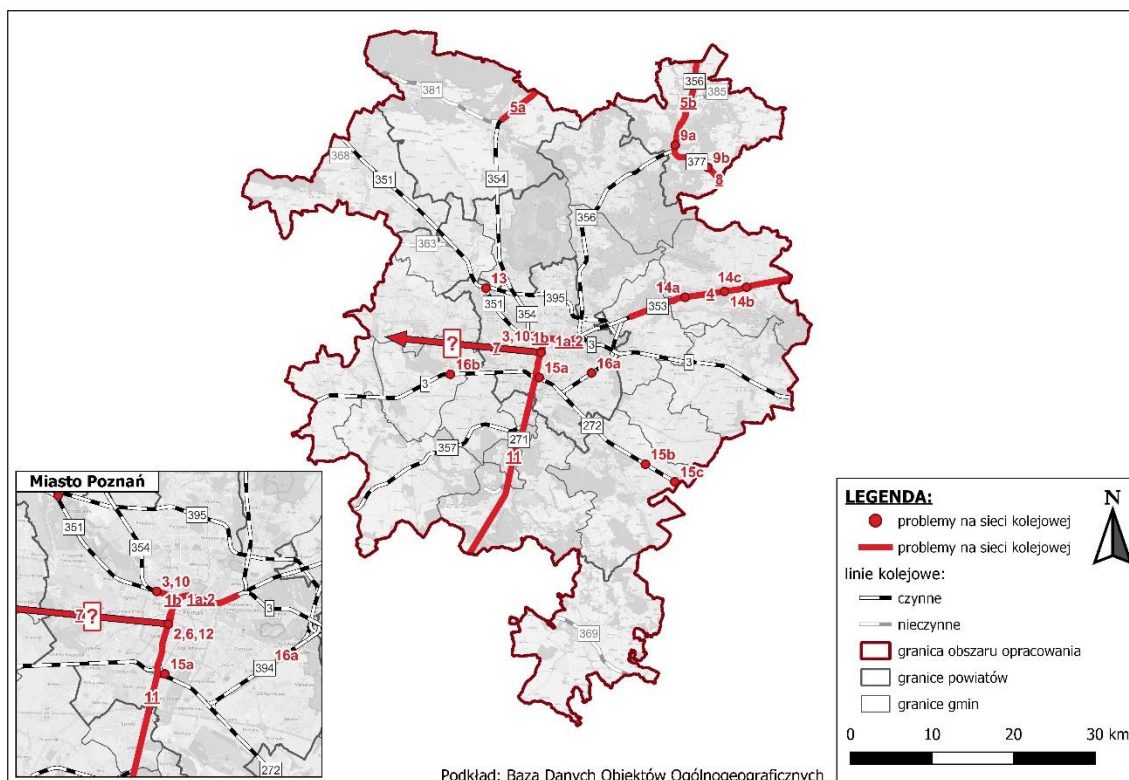 381
5a
356
5b
385
9a
9b
377
8
368
351
354
356
363
13
351
395
354
14a
4
14c
14b
353
3,10
1b
1a,2
3
?
7
3
16b
15a
16a
3
272
357
271
11
15b
15c
369
Miasto Poznań
395
351
354
3,10
1b
1a,2
3
7
?
2,6,12
16a
15a
394
11
272
LEGENDA:
problemy na sieci kolejowej
problemy na sieci kolejowej
linie kolejowe:
czynne
nieczynne
granica obszaru opracowania
granice powiatów
granice gmin
N
0 10 20 30 km
Podkład: Baza Danych Obiektów Ogólnogeograficznych